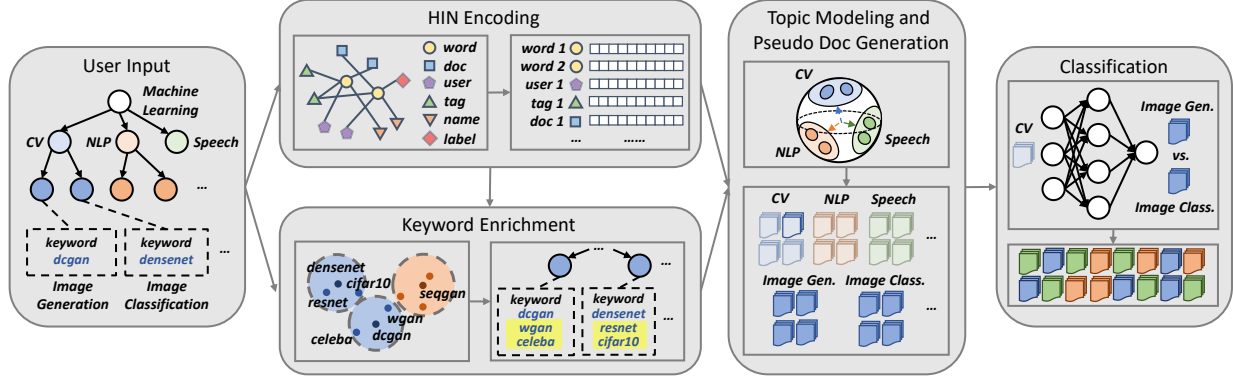 User Input
Machine
Learning
CV
NLP
Speech
...
keyword
dcgan
keyword
densenet
...
Image
Generation
Image
Classification
HIN Encoding
word
doc
user
tag
name
label
word 1
word 2
user 1
tag 1
doc 1
...
......
Keyword Enrichment
densenet
cifar10
resnet
seqgan
wgan
dcgan
celeba
...
...
keyword
dcgan
wgan
celeba
keyword
densenet
resnet
cifar10
...
Topic Modeling and
Pseudo Doc Generation
CV
Speech
NLP
CV
NLP
Speech
...
Image Gen.
Image Class.
...
Classification
Image Gen.
CV
vs.
Image Class.